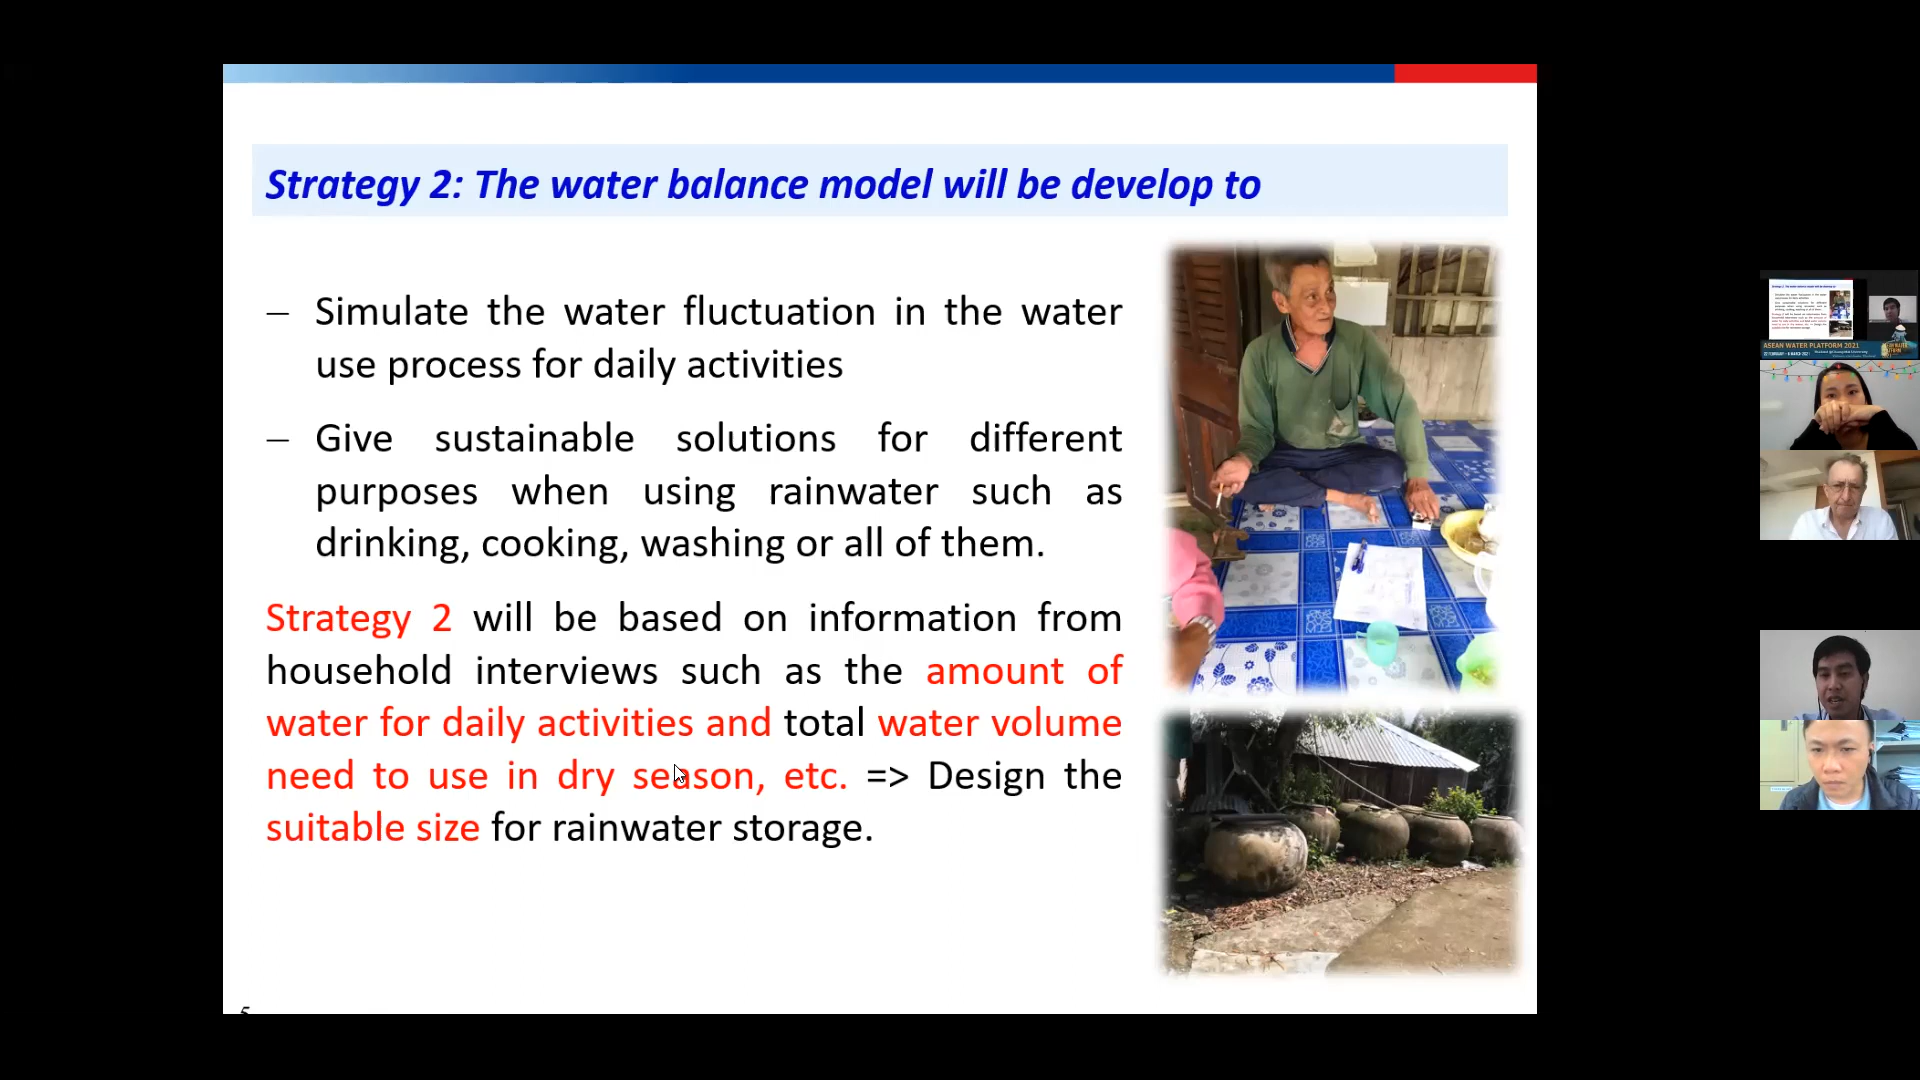 Strategy 2: The water balance model will be develop to
– Simulate the water fluctuation in the water
use process for daily activities
– Give sustainable solutions for different
purposes when using rainwater such as
drinking, cooking, washing or all of them.
Strategy 2 will be based on information from
household interviews such as the amount of
water for daily activities and total water volume
need to use in dry season, etc. => Design the
suitable size for rainwater storage.
5
ASEAN WATER PLATFORM 2021